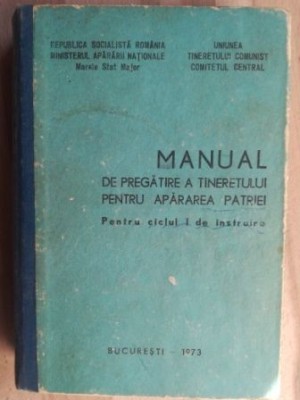 REPUBLICA SOCIALISTĂ ROMÂNIA
MINISTERUL APĂRĂRII NAȚIONALE
Marele Stat Major
UNIUNEA
TINERETULUI COMUNIST
COMITETUL CENTRAL
MANUAL
DE PREGĂTIRE A TINERETULUI
PENTRU APĂRAREA PATRIEI
Pentru ciclul I de instruire
BUCUREȘTI - 1973